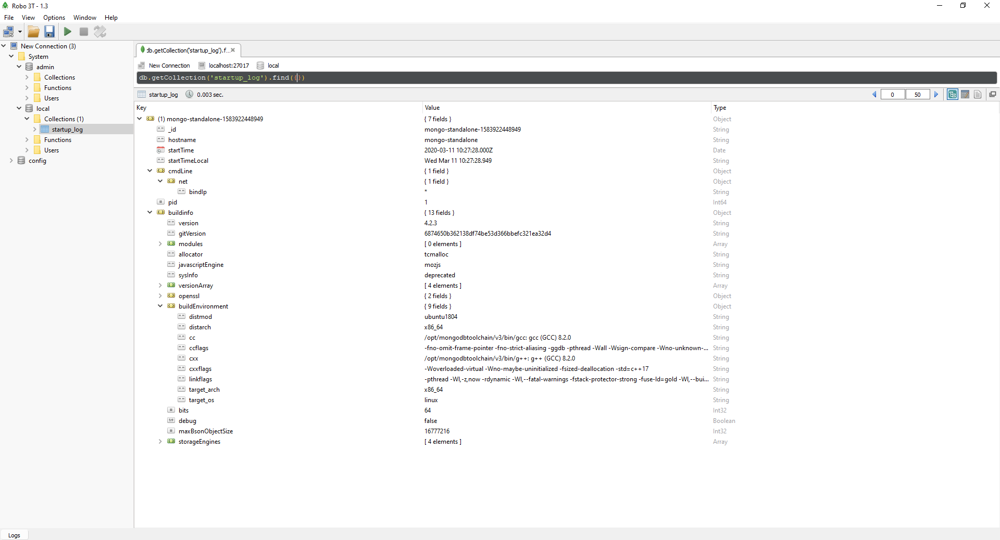 Robo 3T - 1.3
File View Options Window Help
New Connection (3)
System
admin
Collections
Functions
Users
local
Collections (1)
startup_log
Functions
Users
config
db.getCollection('startup_log').f...
New Connection localhost:27017 local
db.getCollection('startup_log').find({})
startup_log 0.003 sec. 0 50
Key Value Type
(1) mongo-standalone-1583922448949 { 7 fields } Object
"" _id mongo-standalone-1583922448949 String
"" hostname mongo-standalone String
startTime 2020-03-11 10:27:28.000Z Date
"" startTimeLocal Wed Mar 11 10:27:28.949 String
cmdLine { 1 field } Object
net { 1 field } Object
"" bindIp * String
# pid 1 Int64
buildinfo { 13 fields } Object
"" version 4.2.3 String
"" gitVersion 6874650b362138df74be53d366bbefc321ea32d4 String
modules [ 0 elements ] Array
"" allocator tcmalloc String
"" javascriptEngine mozjs String
"" sysInfo deprecated String
versionArray [ 4 elements ] Array
openssl { 2 fields } Object
buildEnvironment { 9 fields } Object
"" distmod ubuntu1804 String
"" distarch x86_64 String
"" cc /opt/mongodbtoolchain/v3/bin/gcc: gcc (GCC) 8.2.0 String
"" ccflags -fno-omit-frame-pointer -fno-strict-aliasing -ggdb -pthread -Wall -Wsign-compare -Wno-unknown-... String
"" cxx /opt/mongodbtoolchain/v3/bin/g++: g++ (GCC) 8.2.0 String
"" cxxflags -Woverloaded-virtual -Wno-maybe-uninitialized -fsized-deallocation -std=c++17 String
"" linkflags -pthread -Wl,-z,now -rdynamic -Wl,--fatal-warnings -fstack-protector-strong -fuse-ld=gold -Wl,--bui... String
"" target_arch x86_64 String
"" target_os linux String
# bits 64 Int32
T/F debug false Boolean
# maxBsonObjectSize 16777216 Int32
storageEngines [ 4 elements ] Array
Logs